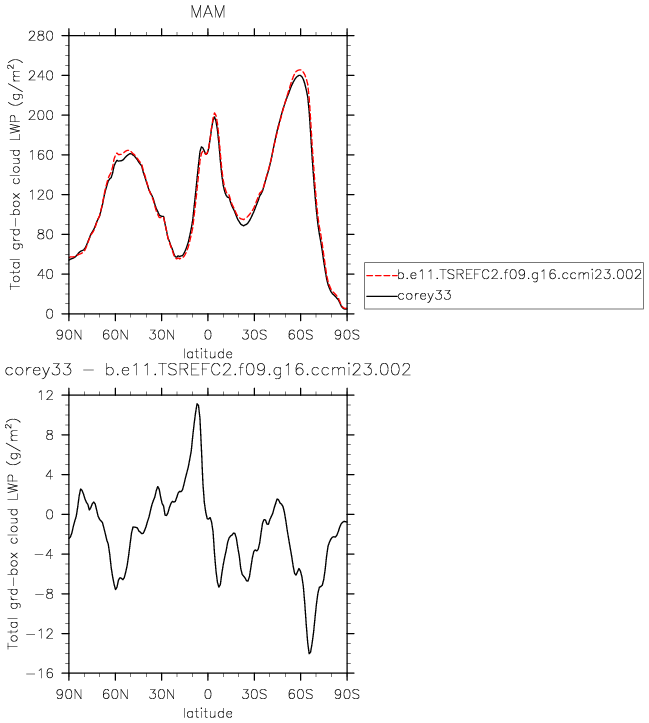 MAM
280
240
200
160
120
80
40
0
Total grd-box cloud LWP (g/m²)
90N 60N 30N 0 30S 60S 90S
latitude
b.e11.TSREFC2.f09.g16.ccmi23.002
corey33
corey33 - b.e11.TSREFC2.f09.g16.ccmi23.002
12
8
4
0
-4
-8
-12
-16
Total grd-box cloud LWP (g/m²)
90N 60N 30N 0 30S 60S 90S
latitude